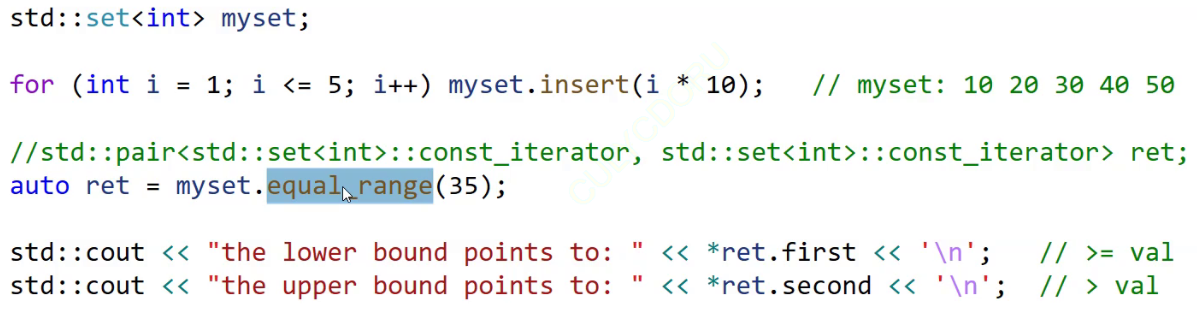 std::set<int> myset;
for (int i = 1; i <= 5; i++) myset.insert(i * 10);   // myset: 10 20 30 40 50
//std::pair<std::set<int>::const_iterator, std::set<int>::const_iterator> ret;
auto ret = myset.equal_range(35);
std::cout << "the lower bound points to: " << *ret.first << '\n';   // >= val
std::cout << "the upper bound points to: " << *ret.second << '\n';  // > val